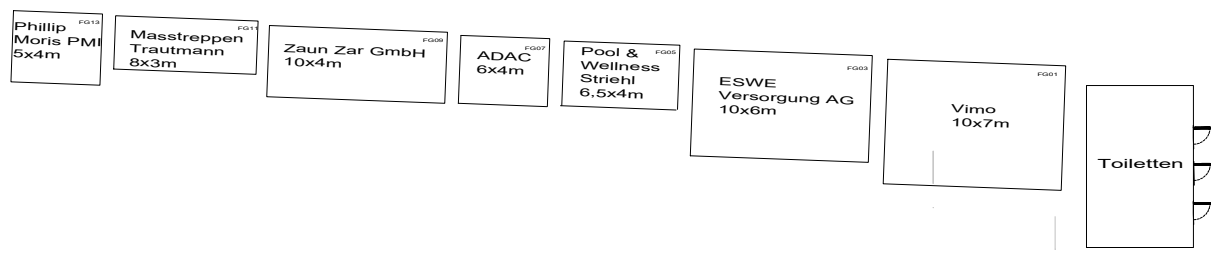 FG13
Phillip
Moris PMI
5x4m
FG11
Masstreppen
Trautmann
8x3m
FG09
Zaun Zar GmbH
10x4m
FG07
ADAC
6x4m
FG05
Pool &
Wellness
Striehl
6,5x4m
FG03
ESWE
Versorgung AG
10x6m
FG01
Vimo
10x7m
Toiletten